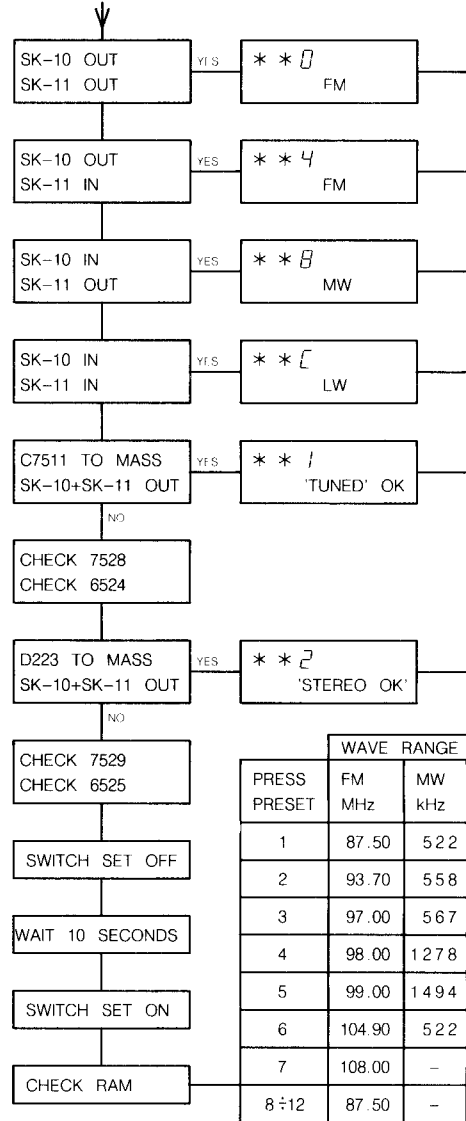 SK-10 OUT
SK-11 OUT
YES
**0
FM
SK-10 OUT
SK-11 IN
YES
**4
FM
SK-10 IN
SK-11 OUT
YES
**8
MW
SK-10 IN
SK-11 IN
YES
**C
LW
C7511 TO MASS
SK-10+SK-11 OUT
YES
**1
'TUNED' OK
NO
CHECK 7528
CHECK 6524
D223 TO MASS
SK-10+SK-11 OUT
YES
**2
'STEREO OK'
NO
CHECK 7529
CHECK 6525
SWITCH SET OFF
WAIT 10 SECONDS
SWITCH SET ON
CHECK RAM
WAVE RANGE
PRESS PRESET FM MHz MW kHz
1 87.50 522
2 93.70 558
3 97.00 567
4 98.00 1278
5 99.00 1494
6 104.90 522
7 108.00 –
8÷12 87.50 –